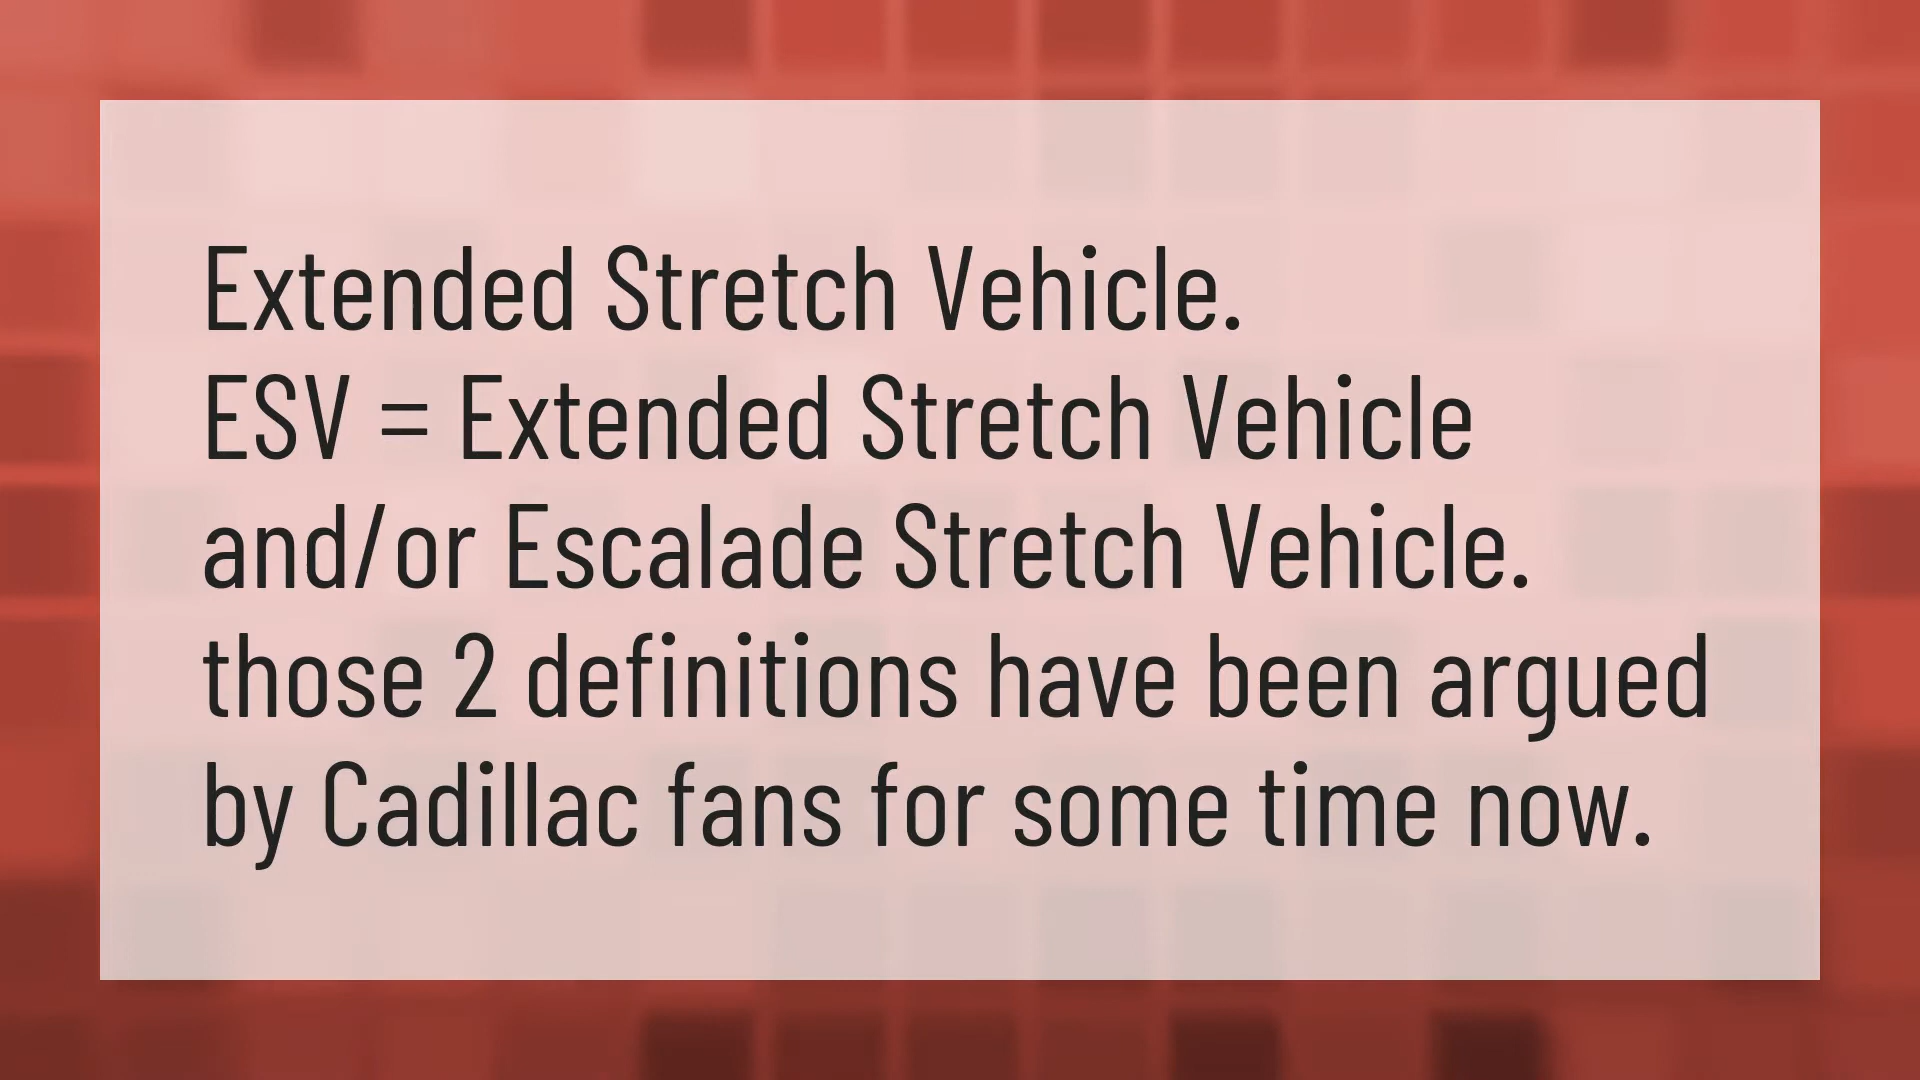 Extended Stretch Vehicle.
ESV = Extended Stretch Vehicle
and/or Escalade Stretch Vehicle.
those 2 definitions have been argued
by Cadillac fans for some time now.